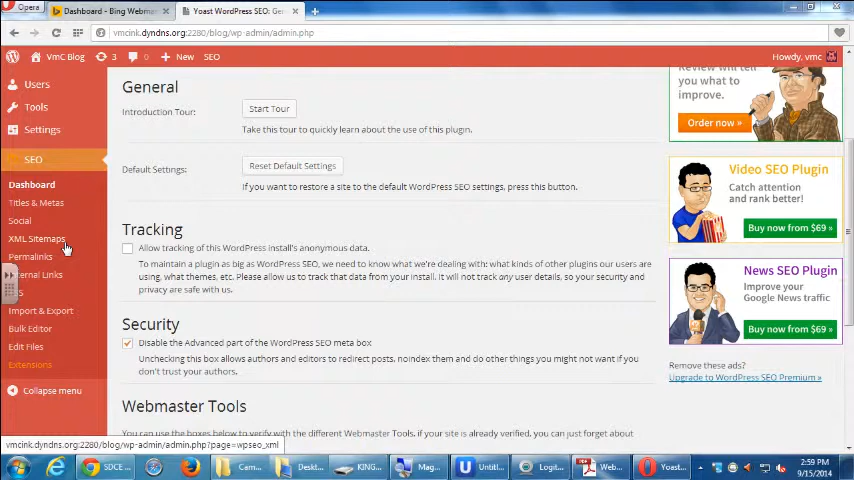 Opera
Dashboard - Bing Webma
Yoast WordPress SEO: Ge
vmcink.dyndns.org:2280/blog/wp-admin/admin.php
VmC Blog
3
0
+ New
SEO
Howdy, vmc
Users
Tools
Settings
SEO
Dashboard
Titles & Metas
Social
XML Sitemaps
Permalinks
ternal Links
Import & Export
Bulk Editor
Edit Files
Extensions
Collapse menu
General
Introduction Tour:
Start Tour
Take this tour to quickly learn about the use of this plugin.
Default Settings:
Reset Default Settings
If you want to restore a site to the default WordPress SEO settings, press this button.
Tracking
Allow tracking of this WordPress install's anonymous data.
To maintain a plugin as big as WordPress SEO, we need to know what we're dealing with: what kinds of other plugins our users are
using, what themes, etc. Please allow us to track that data from your install. It will not track any user details, so your security and
privacy are safe with us.
Security
Disable the Advanced part of the WordPress SEO meta box
Unchecking this box allows authors and editors to redirect posts, noindex them and do other things you might not want if you
don't trust your authors.
Webmaster Tools
You can use the boxes below to verify with the different Webmaster Tools, if your site is already verified, you can just forget about
Review will tell
you what to
improve.
Order now »
Video SEO Plugin
Catch attention
and rank better!
Buy now from $69 »
News SEO Plugin
Improve your
Google News traffic
Buy now from $69 »
Remove these ads?
Upgrade to WordPress SEO Premium »
vmcink.dyndns.org:2280/blog/wp-admin/admin.php?page=wpseo_xml
SDCE ...
Cam...
Deskt...
KING...
Mag...
Untitl...
Logit...
Web...
Yoast...
2:59 PM
9/15/2014